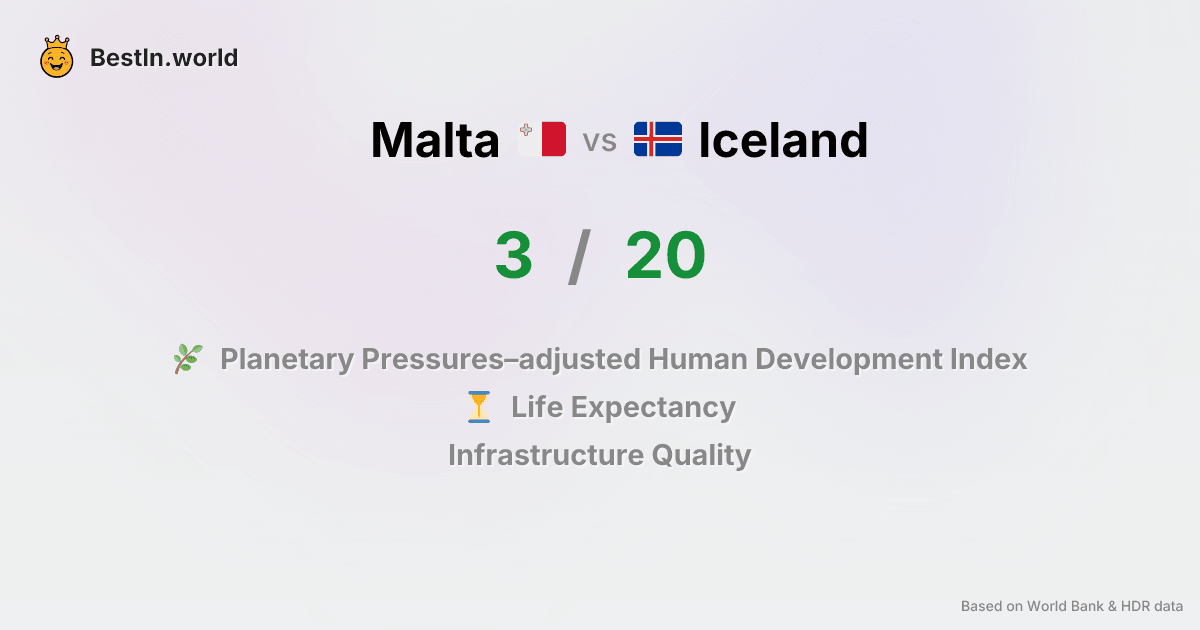 BestIn.world
Malta vs Iceland
3 / 20
Planetary Pressures–adjusted Human Development Index
Life Expectancy
Infrastructure Quality
Based on World Bank & HDR data